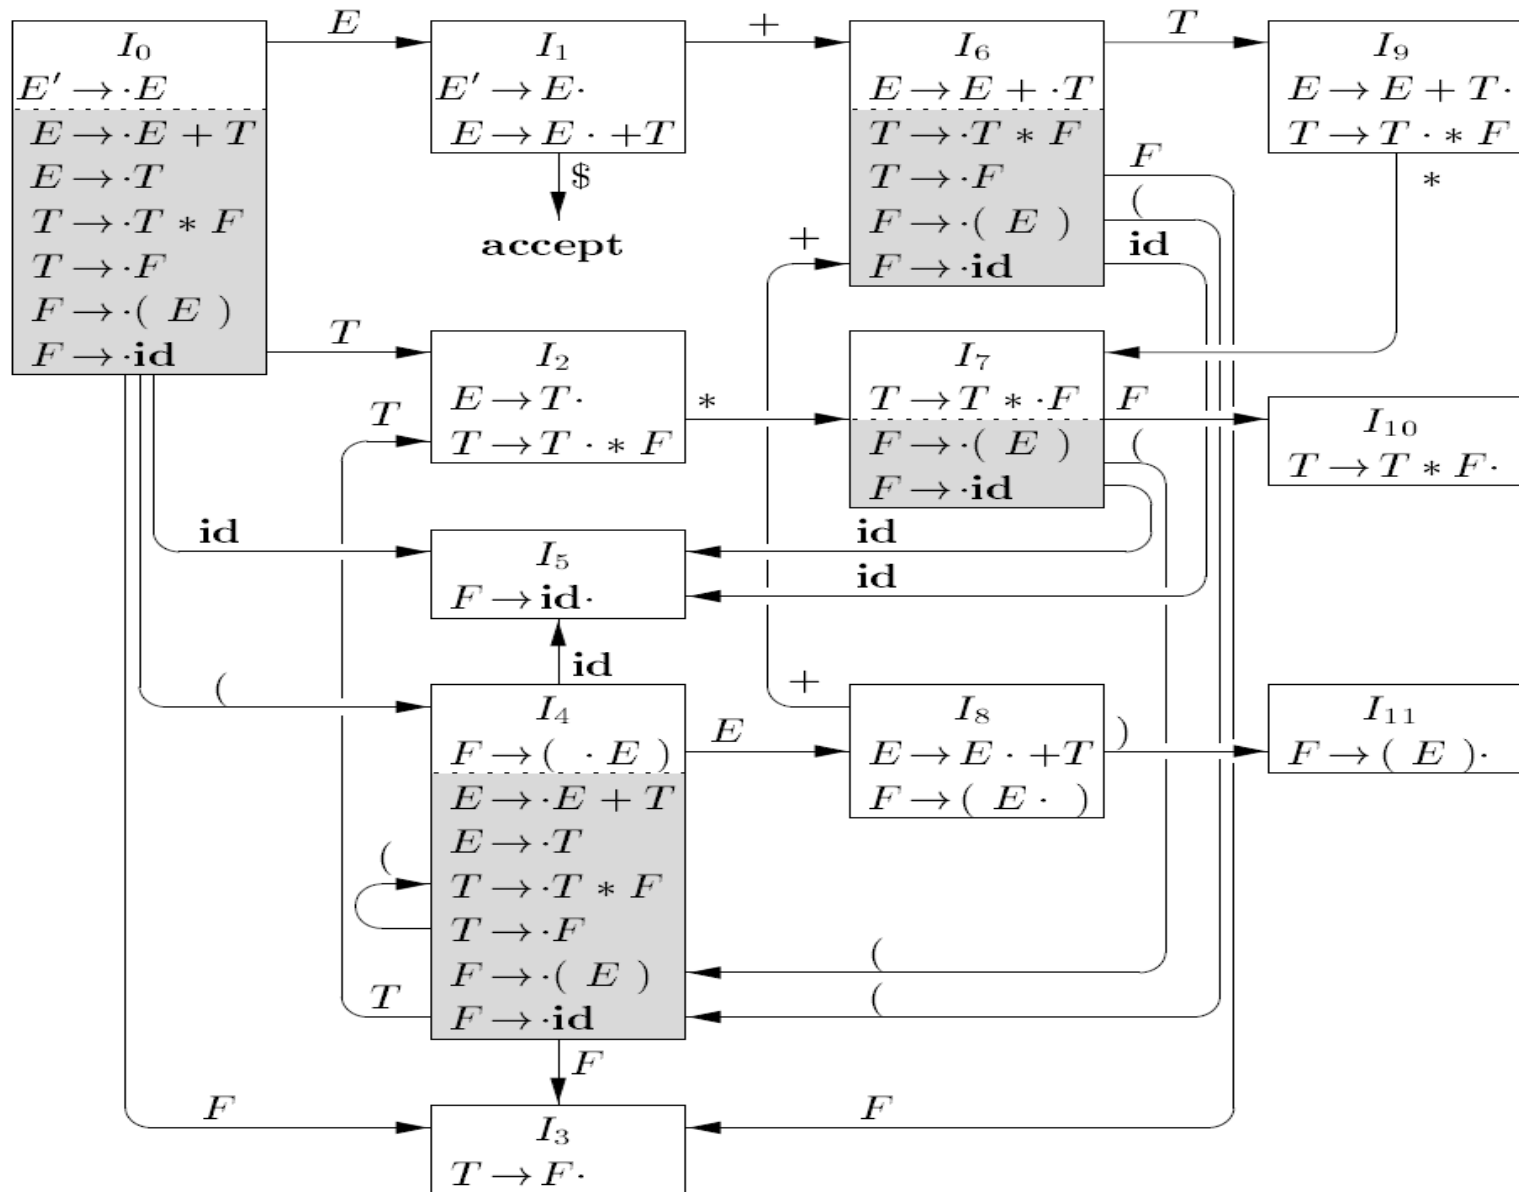 I₀
E′ → ·E
E → ·E + T
E → ·T
T → ·T * F
T → ·F
F → ·( E )
F → ·id
E
I₁
E′ → E·
E → E · +T
$
accept
+
I₆
E → E + ·T
T → ·T * F
T → ·F
F → ·( E )
F → ·id
T
I₉
E → E + T·
T → T · * F
*
F
(
id
+
T
I₂
E → T·
T → T · * F
T
*
I₇
T → T * ·F
F → ·( E )
F → ·id
F
(
I₁₀
T → T * F·
id
I₅
F → id·
id
id
id
(
I₄
F → ( · E )
E → ·E + T
E → ·T
T → ·T * F
T → ·F
F → ·( E )
F → ·id
E
+
I₈
E → E · +T
F → ( E · )
)
I₁₁
F → ( E )·
(
T
(
(
F
F
I₃
T → F·
F